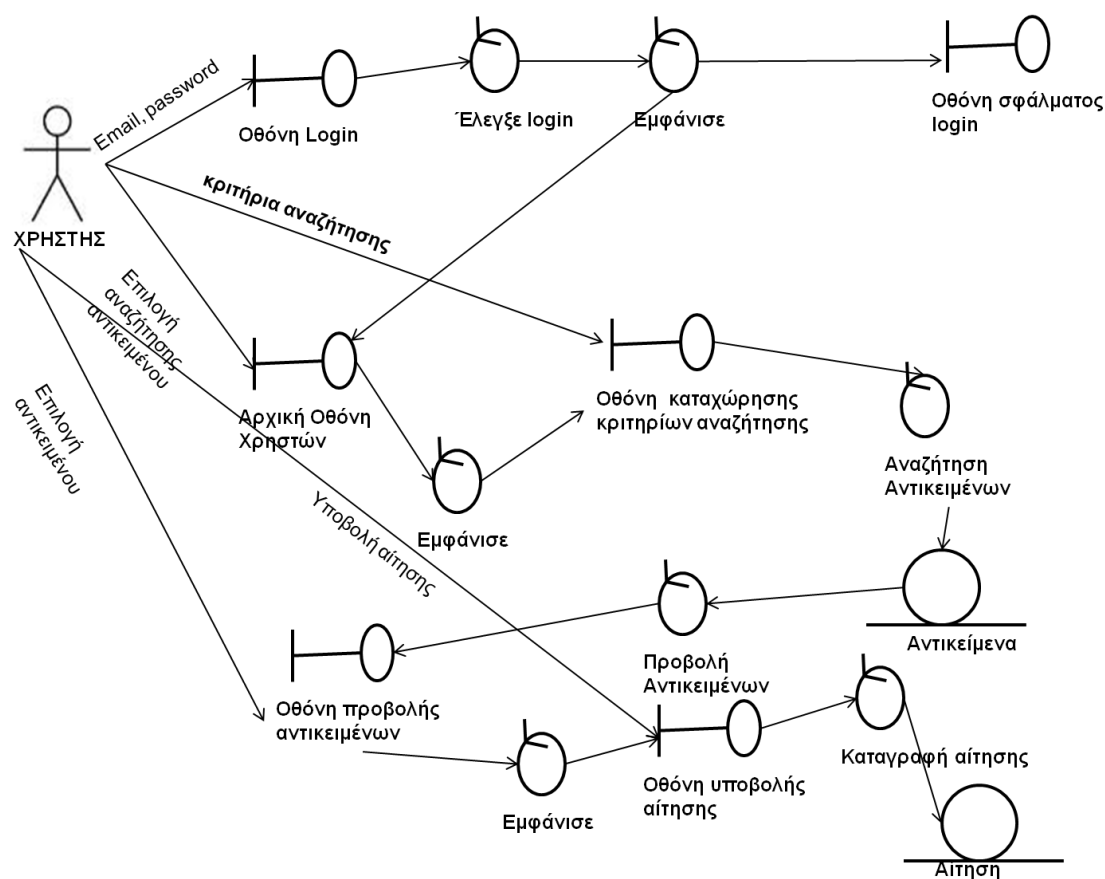 Email, password
Οθόνη Login
Έλεγξε login
Εμφάνισε
Οθόνη σφάλματος
login
ΧΡΗΣΤΗΣ
κριτήρια αναζήτησης
Επιλογή
αναζήτησης
αντικειμένου
Επιλογή
αντικειμένου
Αρχική Οθόνη
Χρηστών
Οθόνη καταχώρησης
κριτηρίων αναζήτησης
Αναζήτηση
Αντικειμένων
Εμφάνισε
Υποβολή αίτησης
Αντικείμενα
Προβολή
Αντικειμένων
Οθόνη προβολής
αντικειμένων
Καταγραφή αίτησης
Οθόνη υποβολής
αίτησης
Εμφάνισε
Αίτηση